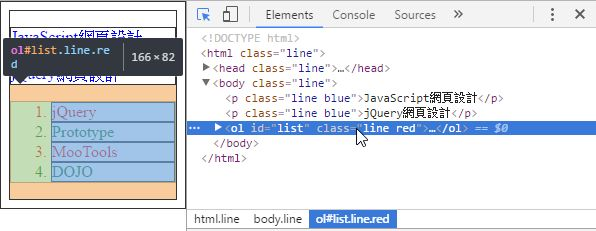 JavaScript網頁設計
ol#list.line.re
d
166 × 82
jQuery網頁設計
1. jQuery
2. Prototype
3. MooTools
4. DOJO
Elements
Console
Sources
<!DOCTYPE html>
<html class="line">
▶<head class="line">…</head>
▼<body class="line">
<p class="line blue">JavaScript網頁設計</p>
<p class="line blue">jQuery網頁設計</p>
… ▶<ol id="list" class="line red">…</ol> == $0
</body>
</html>
html.line
body.line
ol#list.line.red